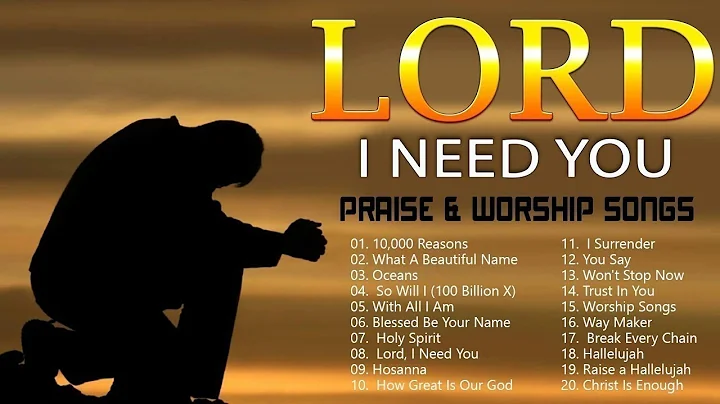 LORD
I NEED YOU
PRAISE & WORSHIP SONGS
01. 10,000 Reasons
02. What A Beautiful Name
03. Oceans
04. So Will I (100 Billion X)
05. With All I Am
06. Blessed Be Your Name
07. Holy Spirit
08. Lord, I Need You
09. Hosanna
10. How Great Is Our God
11. I Surrender
12. You Say
13. Won't Stop Now
14. Trust In You
15. Worship Songs
16. Way Maker
17. Break Every Chain
18. Hallelujah
19. Raise a Hallelujah
20. Christ Is Enough